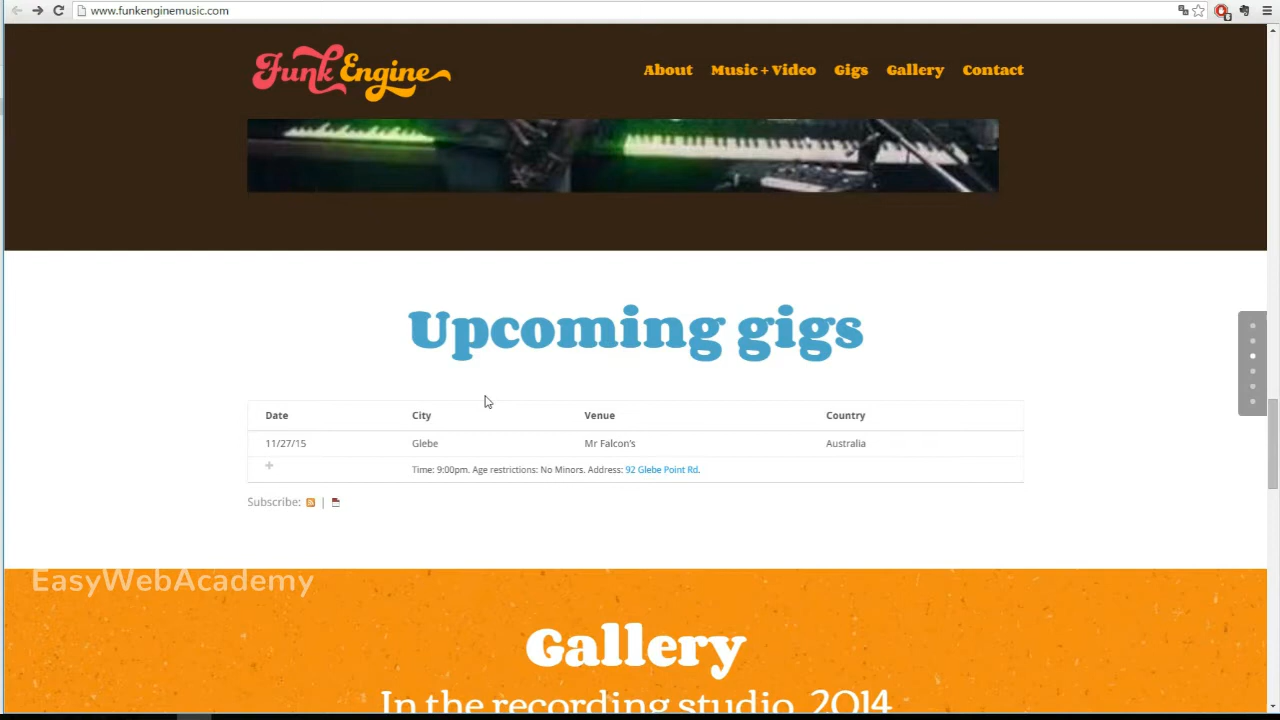 www.funkenginemusic.com
Funk Engine
About Music + Video Gigs Gallery Contact
Upcoming gigs
Date City Venue Country
11/27/15 Glebe Mr Falcon's Australia
+ Time: 9:00pm. Age restrictions: No Minors. Address: 92 Glebe Point Rd.
Subscribe: |
EasyWebAcademy
Gallery
In the recording studio, 2014